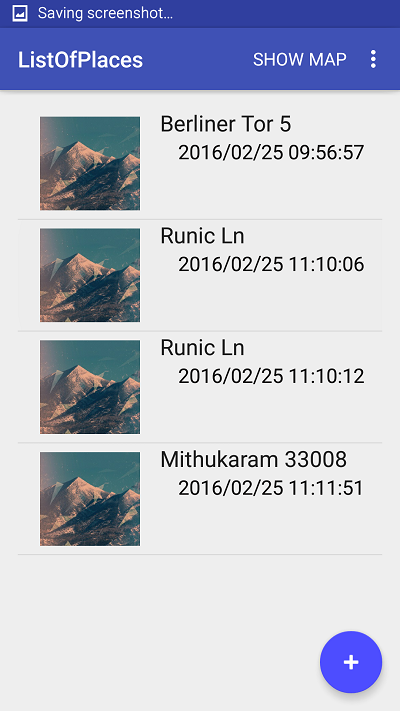 Saving screenshot...
ListOfPlaces SHOW MAP
Berliner Tor 5
2016/02/25 09:56:57
Runic Ln
2016/02/25 11:10:06
Runic Ln
2016/02/25 11:10:12
Mithukaram 33008
2016/02/25 11:11:51
+